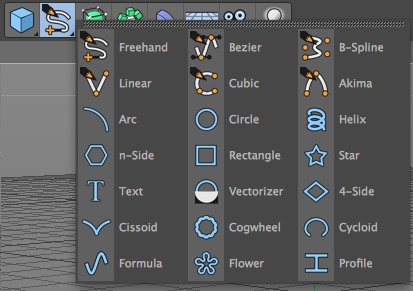 Freehand Bezier B-Spline
Linear Cubic Akima
Arc Circle Helix
n-Side Rectangle Star
Text Vectorizer 4-Side
Cissoid Cogwheel Cycloid
Formula Flower Profile